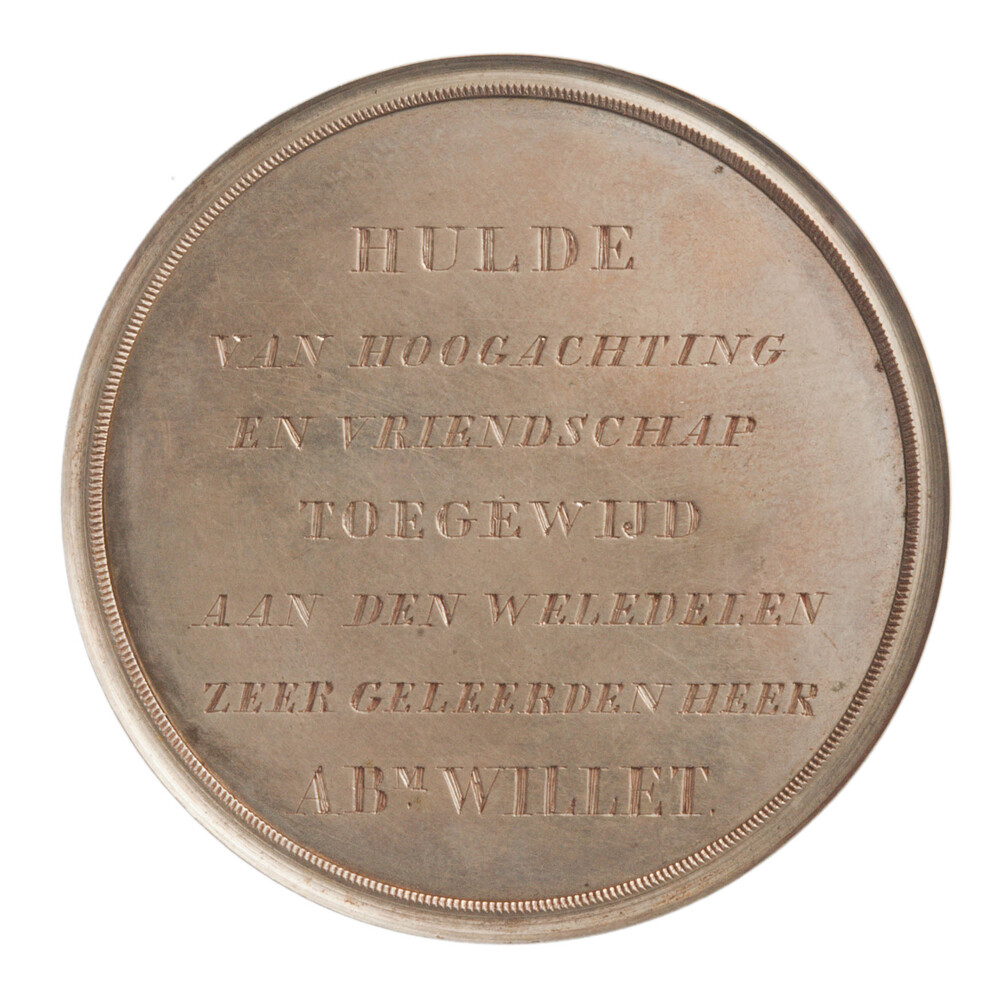 HULDE
VAN HOOGACHTING
EN VRIENDSCHAP
TOEGEWIJD
AAN DEN WELEDELEN
ZEER GELEERDEN HEER
ABᴹ WILLET.